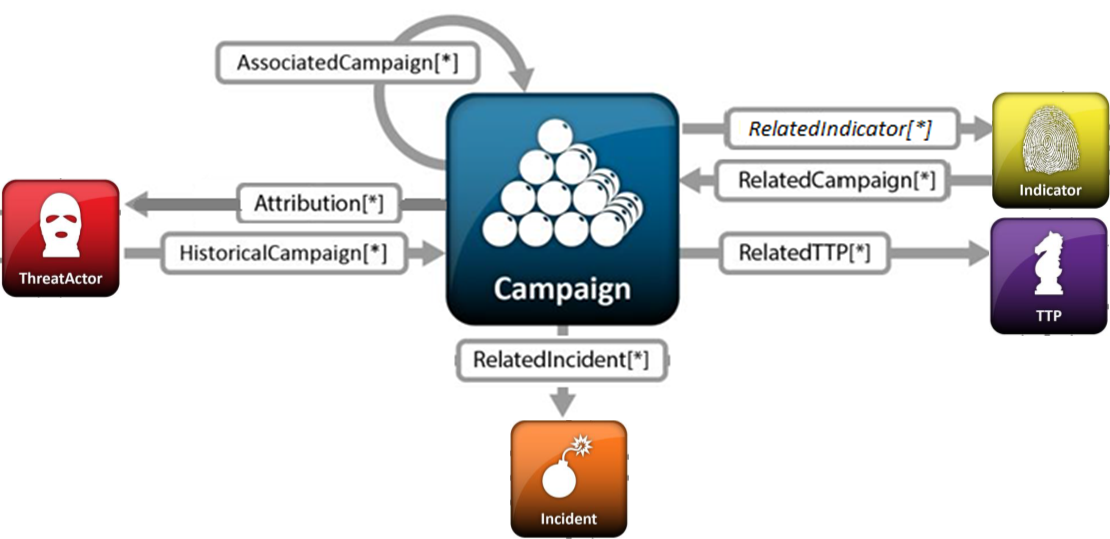 AssociatedCampaign[*]
RelatedIndicator[*]
RelatedCampaign[*]
Indicator
Attribution[*]
HistoricalCampaign[*]
ThreatActor
RelatedTTP[*]
Campaign
TTP
RelatedIncident[*]
Incident